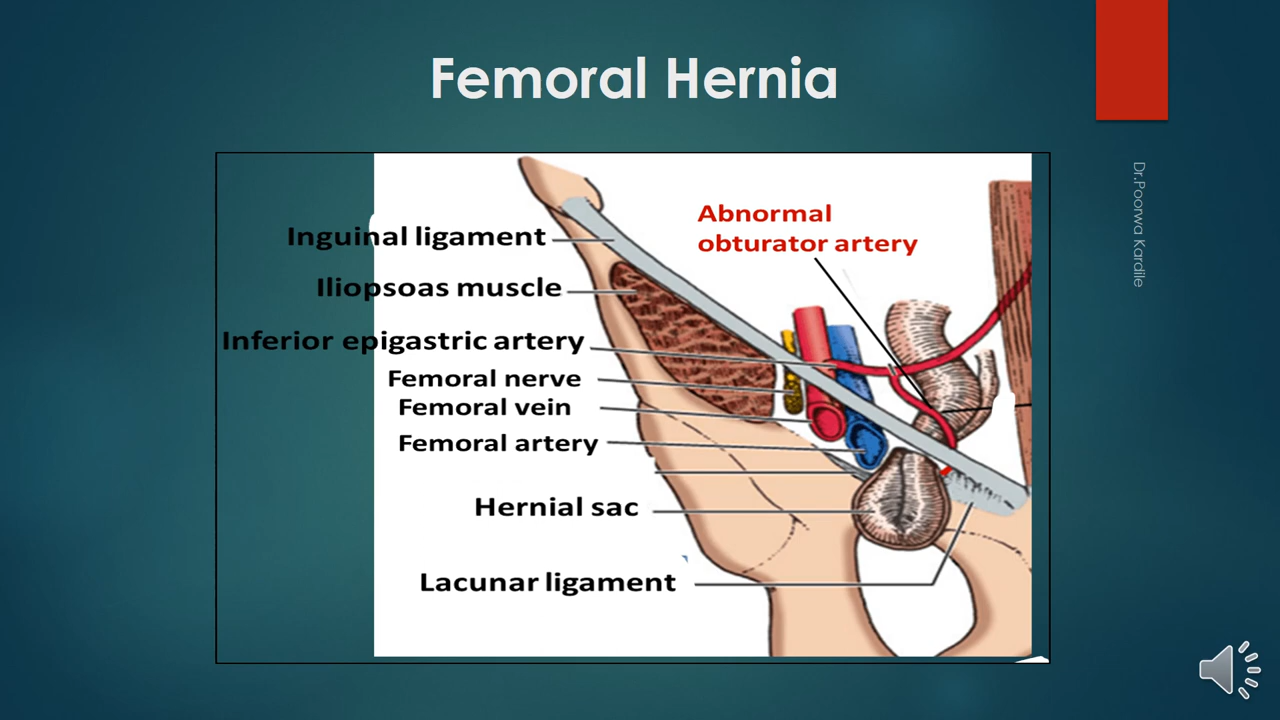 Femoral Hernia
Dr.Poorwa Kardile
Abnormal
obturator artery
Inguinal ligament
Iliopsoas muscle
Inferior epigastric artery
Femoral nerve
Femoral vein
Femoral artery
Hernial sac
Lacunar ligament